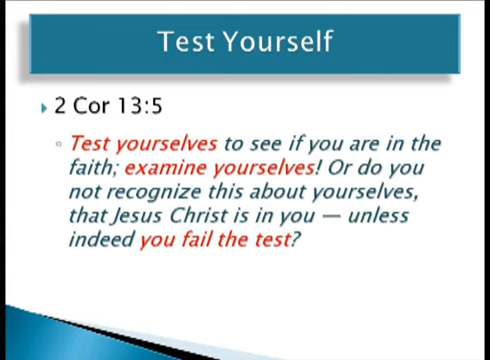 Test Yourself
2 Cor 13:5
Test yourselves to see if you are in the
faith; examine yourselves! Or do you
not recognize this about yourselves,
that Jesus Christ is in you — unless
indeed you fail the test?